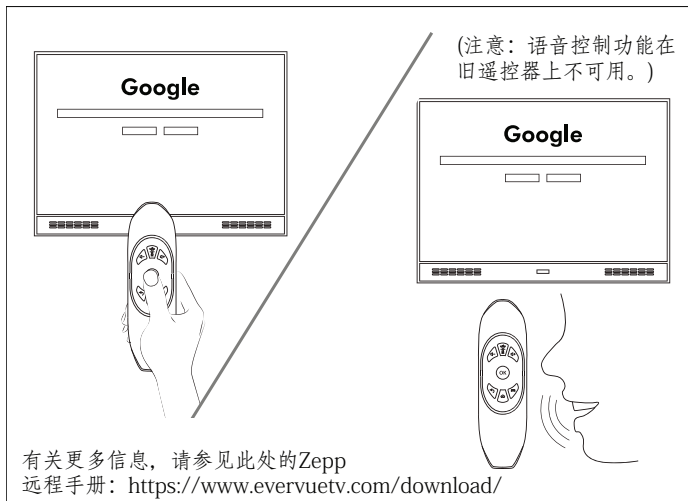 Google
(注意：语音控制功能在
旧遥控器上不可用。)
Google
OK
有关更多信息，请参见此处的Zepp
远程手册：https://www.evervuetv.com/download/